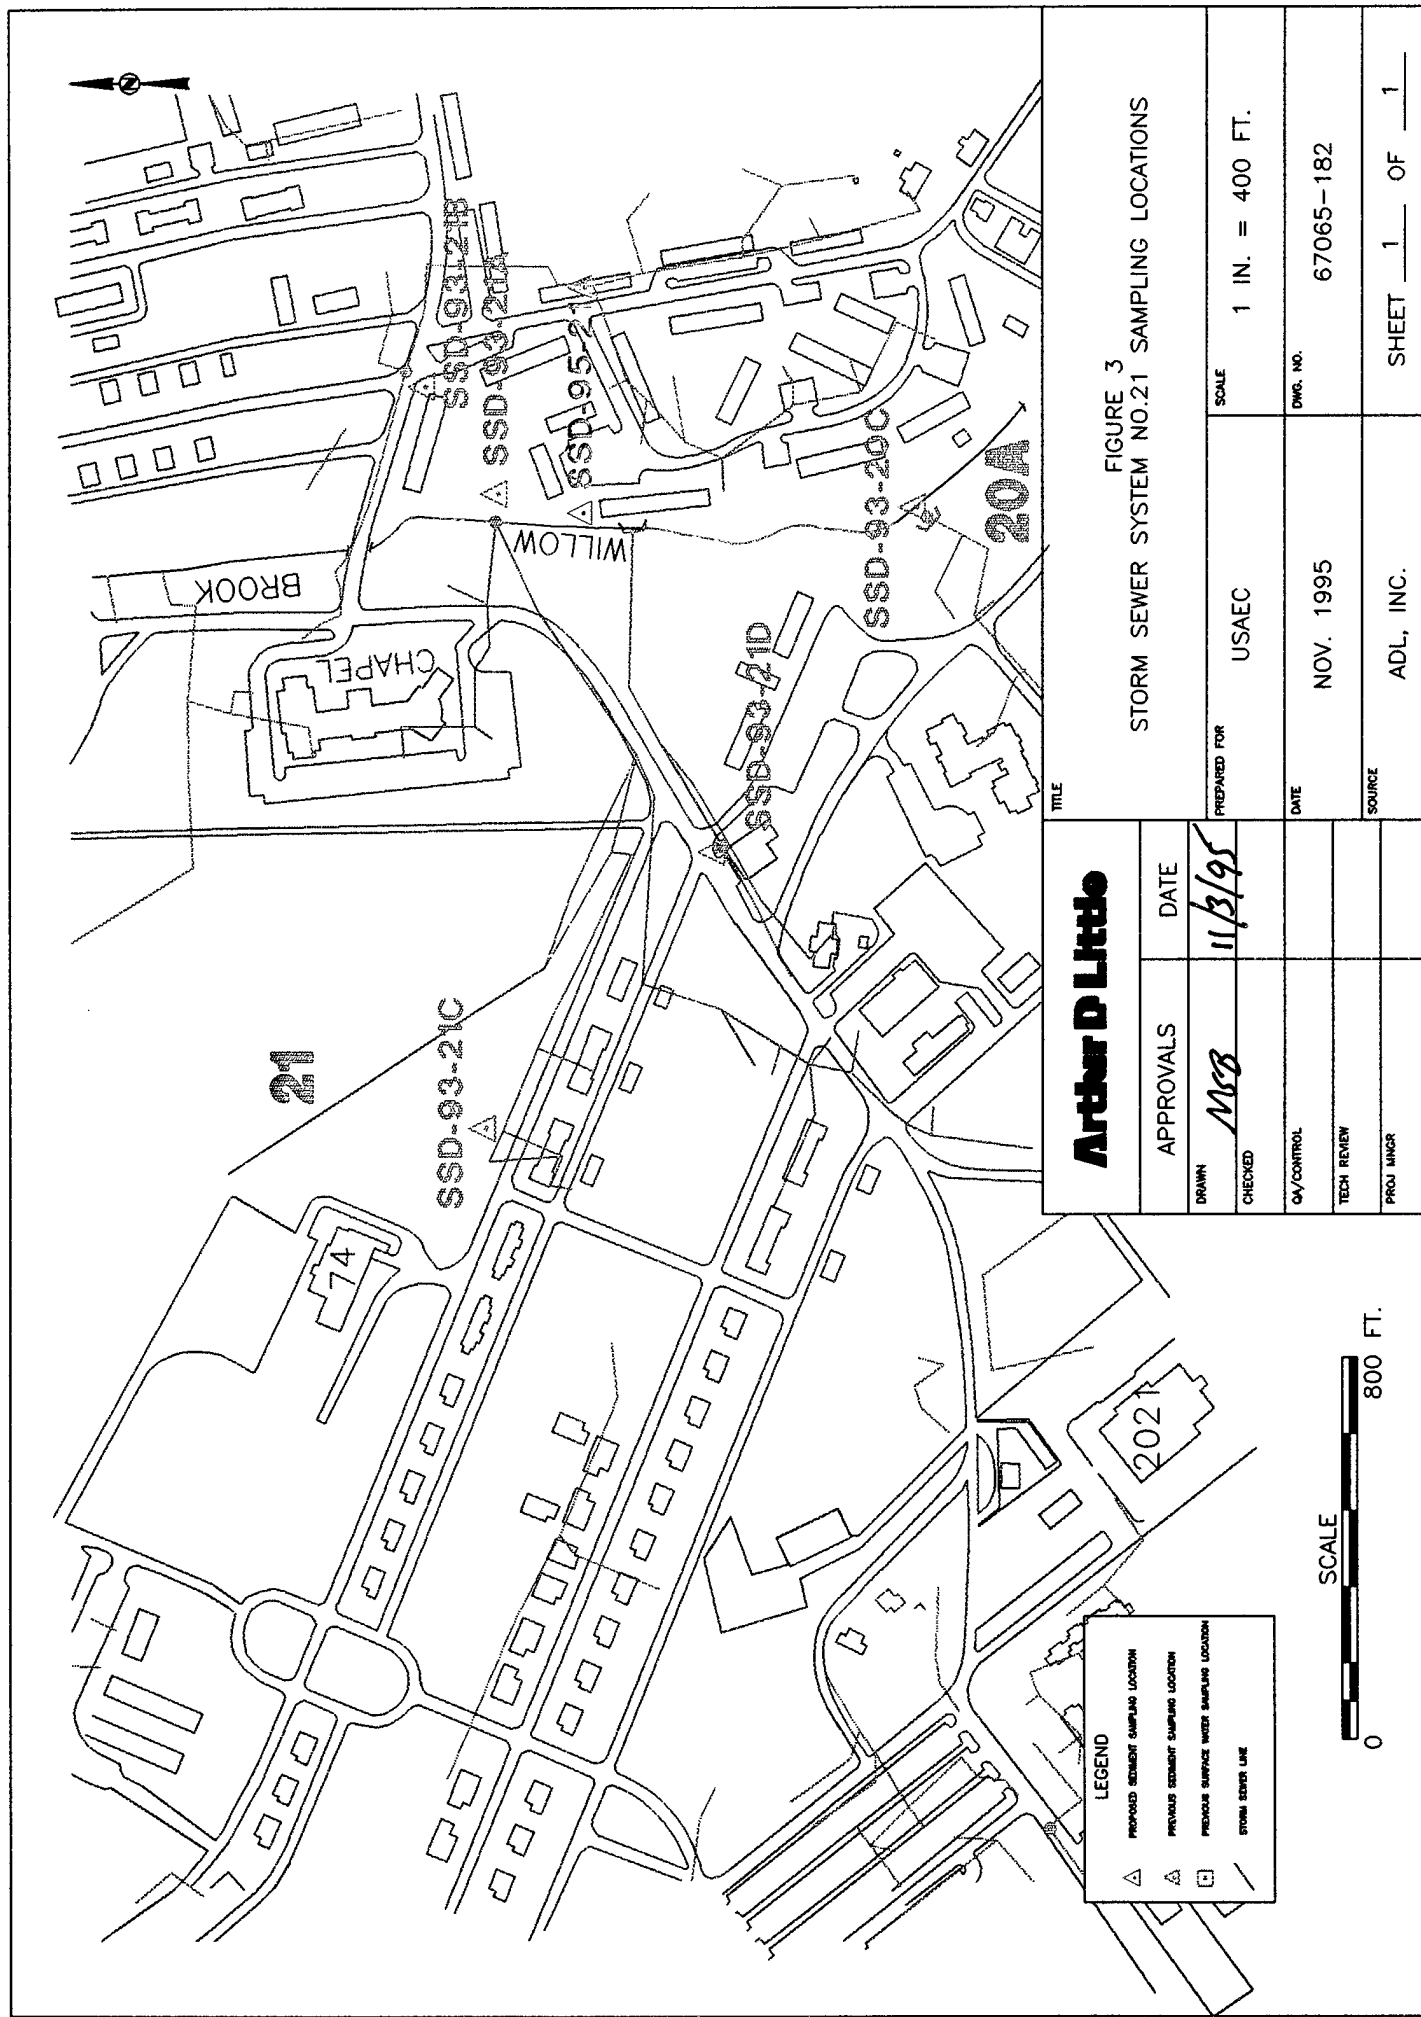 N
21
SSD-93-21C
74
CHAPEL
BROOK
WILLOW
SSD-93-21B
SSD-93-21A
SSD-93-21D
SSD-93-20C
20A
2021
LEGEND
PROPOSED SEDIMENT SAMPLING LOCATION
PREVIOUS SEDIMENT SAMPLING LOCATION
PREVIOUS SURFACE WATER SAMPLING LOCATION
STORM SEWER LINE
SCALE
0
800 FT.
Arthur D Little
APPROVALS
DATE
DRAWN
MSB
11/3/95
CHECKED
QA/CONTROL
TECH REVIEW
PROJ MNGR
TITLE
FIGURE 3
STORM SEWER SYSTEM NO.21 SAMPLING LOCATIONS
PREPARED FOR
USAEC
SCALE
1 IN. = 400 FT.
DATE
NOV. 1995
DWG. NO.
67065-182
SOURCE
ADL, INC.
SHEET 1 OF 1